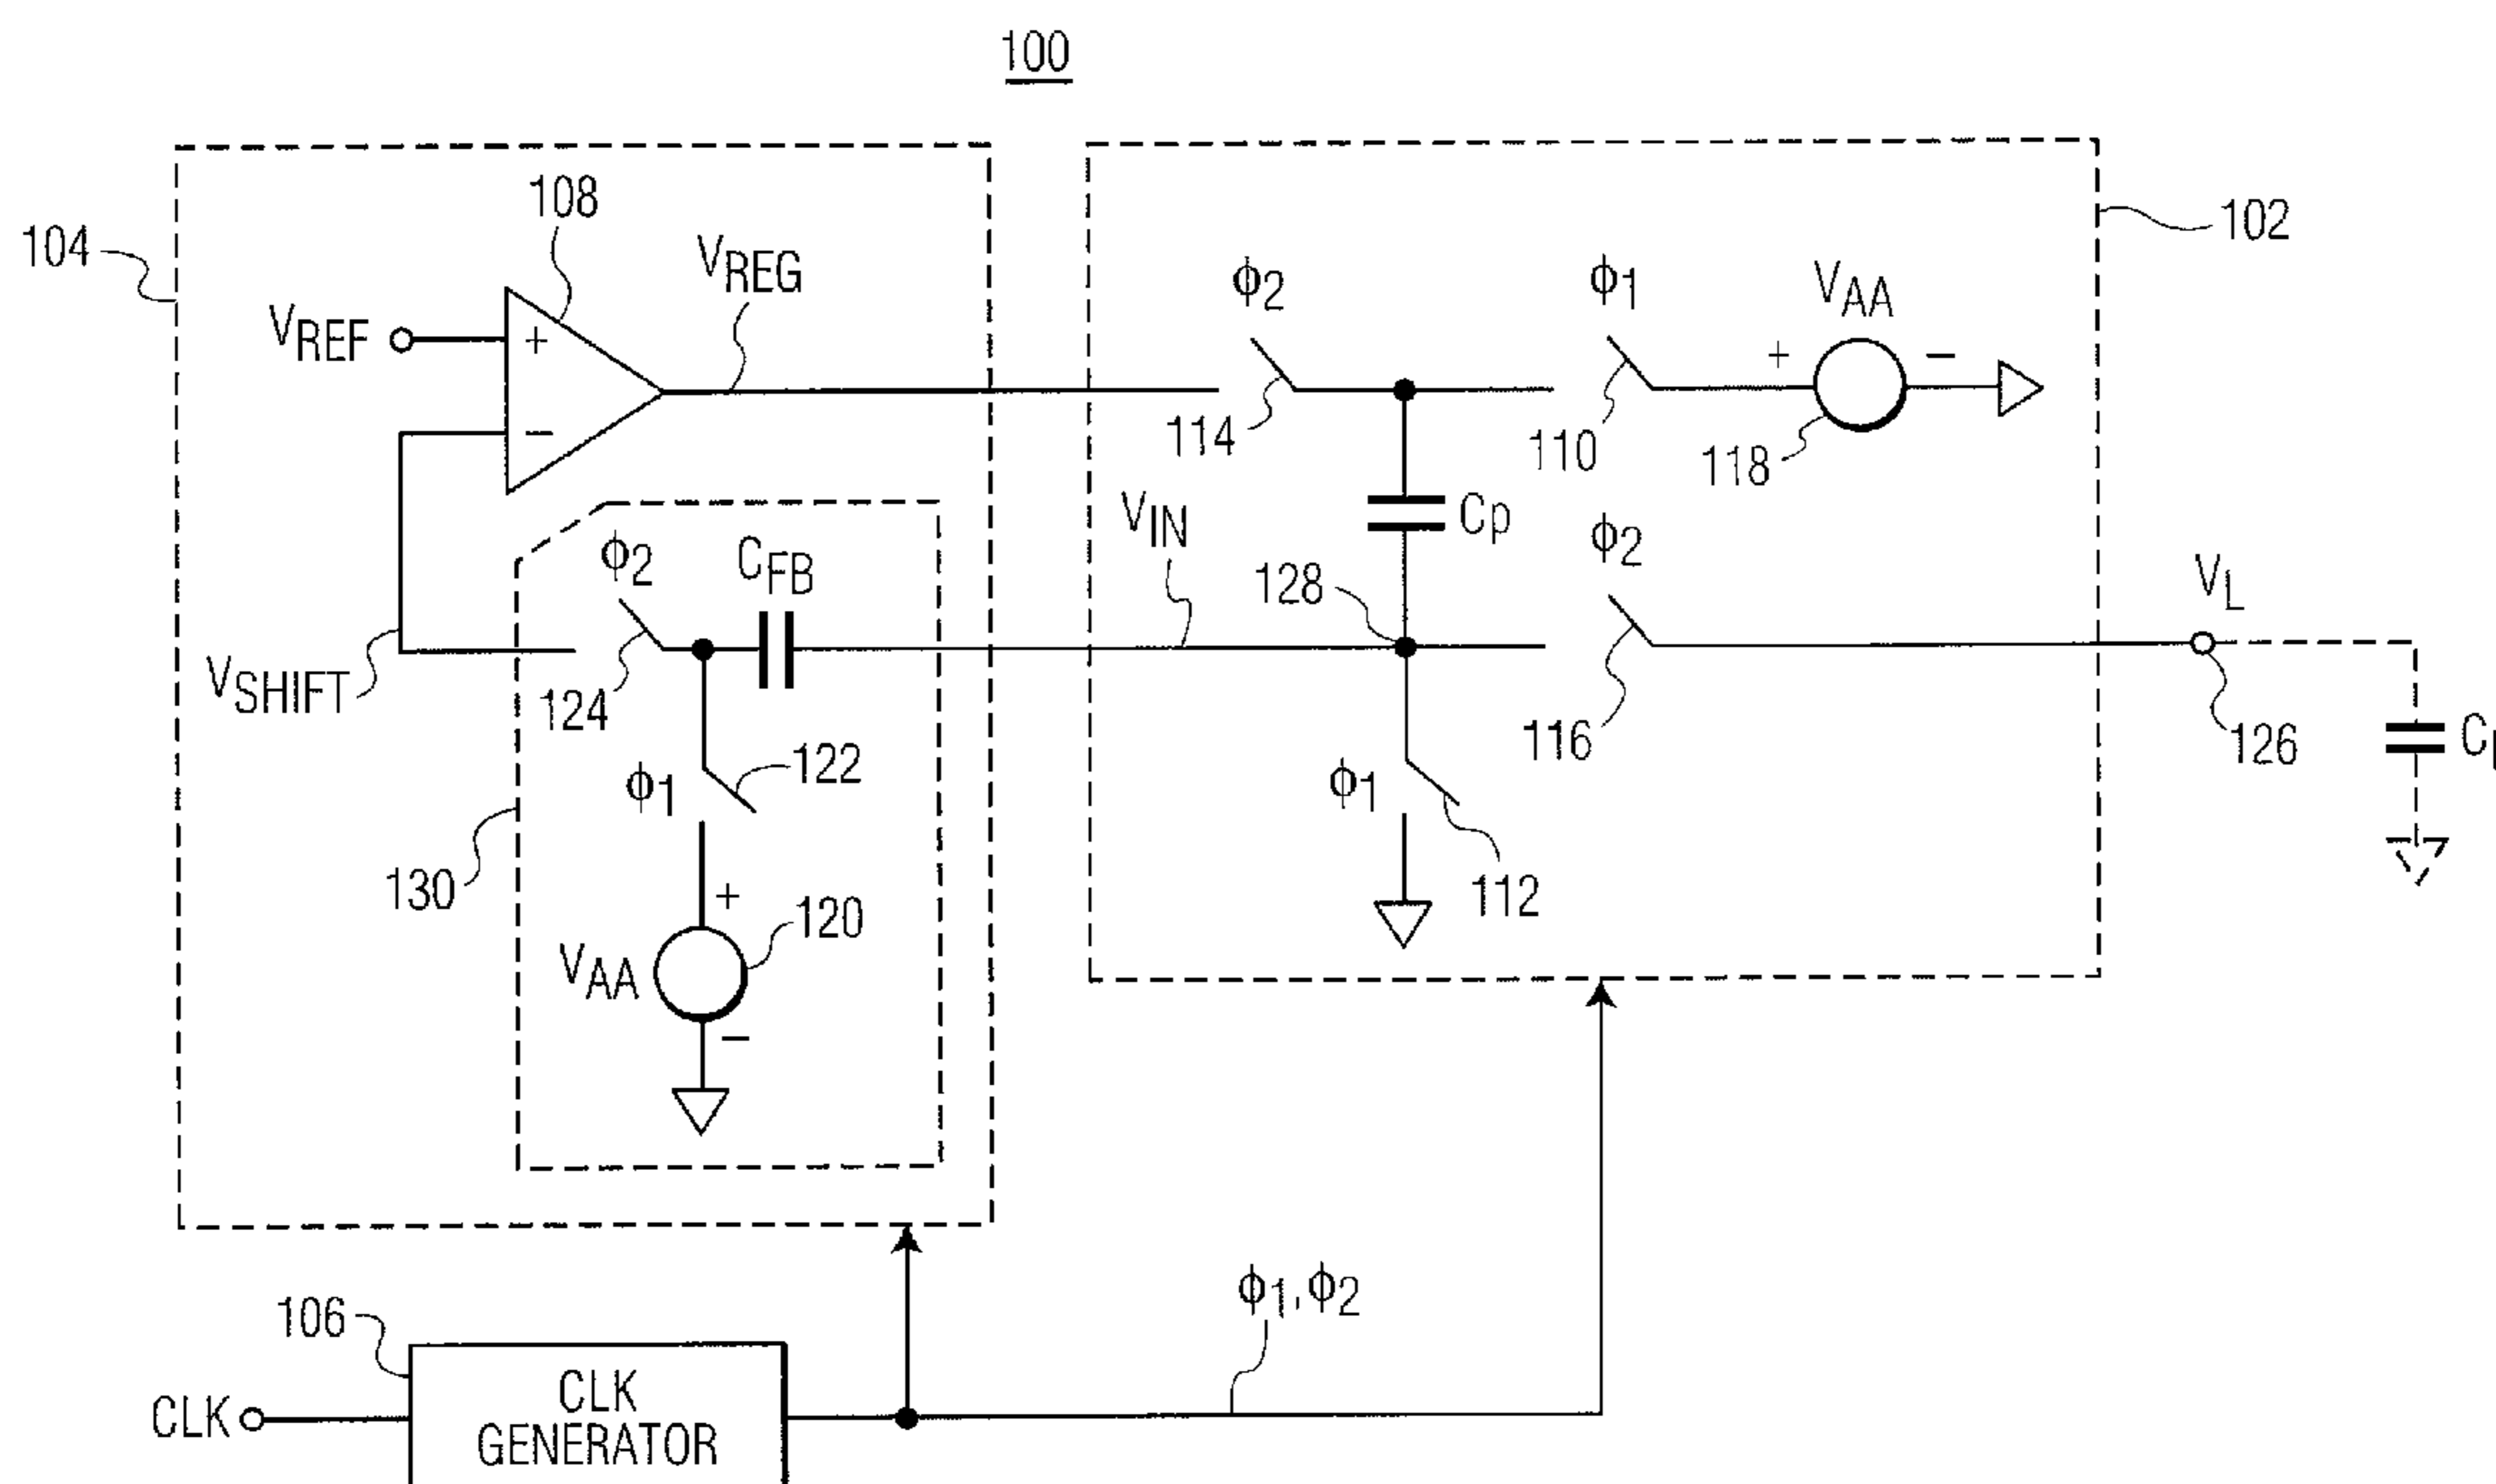 100
104
108
VREG
VREF
+
−
VSHIFT
ϕ2
CFB
124
122
ϕ1
130
+
120
VAA
−
102
ϕ2
ϕ1
VAA
+
−
114
110
118
VIN
CP
128
ϕ2
116
VL
126
ϕ1
112
ϕ1, ϕ2
106
CLK
CLK
GENERATOR